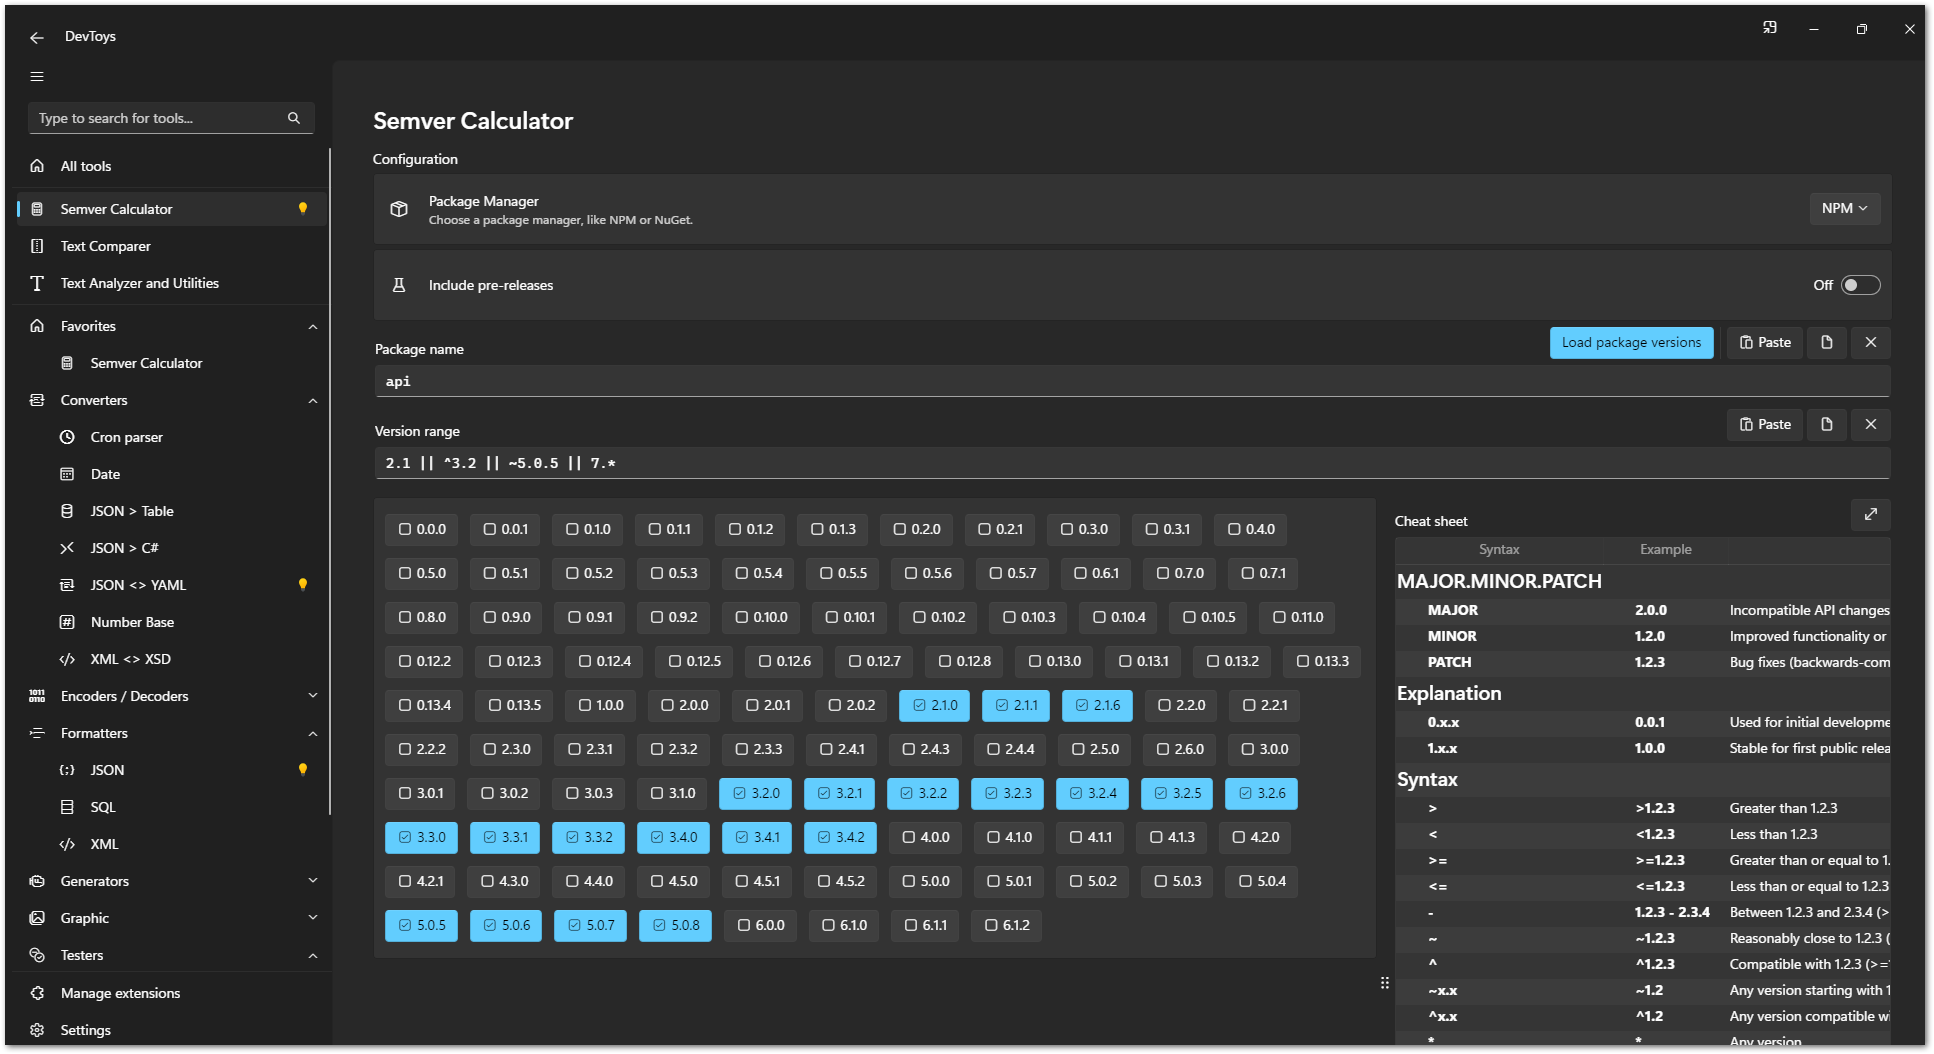 DevToys
Type to search for tools...
All tools
Semver Calculator
Text Comparer
Text Analyzer and Utilities
Favorites
Semver Calculator
Converters
Cron parser
Date
JSON > Table
JSON > C#
JSON <> YAML
Number Base
XML <> XSD
Encoders / Decoders
Formatters
JSON
SQL
XML
Generators
Graphic
Testers
Manage extensions
Settings
Semver Calculator
Configuration
Package Manager
Choose a package manager, like NPM or NuGet.
NPM
Include pre-releases
Off
Package name
Load package versions
Paste
api
Version range
Paste
2.1 || ^3.2 || ~5.0.5 || 7.*
0.0.0 0.0.1 0.1.0 0.1.1 0.1.2 0.1.3 0.2.0 0.2.1 0.3.0 0.3.1 0.4.0
0.5.0 0.5.1 0.5.2 0.5.3 0.5.4 0.5.5 0.5.6 0.5.7 0.6.1 0.7.0 0.7.1
0.8.0 0.9.0 0.9.1 0.9.2 0.10.0 0.10.1 0.10.2 0.10.3 0.10.4 0.10.5 0.11.0
0.12.2 0.12.3 0.12.4 0.12.5 0.12.6 0.12.7 0.12.8 0.13.0 0.13.1 0.13.2 0.13.3
0.13.4 0.13.5 1.0.0 2.0.0 2.0.1 2.0.2 2.1.0 2.1.1 2.1.6 2.2.0 2.2.1
2.2.2 2.3.0 2.3.1 2.3.2 2.3.3 2.4.1 2.4.3 2.4.4 2.5.0 2.6.0 3.0.0
3.0.1 3.0.2 3.0.3 3.1.0 3.2.0 3.2.1 3.2.2 3.2.3 3.2.4 3.2.5 3.2.6
3.3.0 3.3.1 3.3.2 3.4.0 3.4.1 3.4.2 4.0.0 4.1.0 4.1.1 4.1.3 4.2.0
4.2.1 4.3.0 4.4.0 4.5.0 4.5.1 4.5.2 5.0.0 5.0.1 5.0.2 5.0.3 5.0.4
5.0.5 5.0.6 5.0.7 5.0.8 6.0.0 6.1.0 6.1.1 6.1.2
Cheat sheet
Syntax Example
MAJOR.MINOR.PATCH
MAJOR 2.0.0 Incompatible API changes
MINOR 1.2.0 Improved functionality or
PATCH 1.2.3 Bug fixes (backwards-com
Explanation
0.x.x 0.0.1 Used for initial developme
1.x.x 1.0.0 Stable for first public relea
Syntax
> >1.2.3 Greater than 1.2.3
< <1.2.3 Less than 1.2.3
>= >=1.2.3 Greater than or equal to 1.
<= <=1.2.3 Less than or equal to 1.2.3
- 1.2.3 - 2.3.4 Between 1.2.3 and 2.3.4 (>
~ ~1.2.3 Reasonably close to 1.2.3 (
^ ^1.2.3 Compatible with 1.2.3 (>=
~x.x ~1.2 Any version starting with 1
^x.x ^1.2 Any version compatible wi
* * Any version